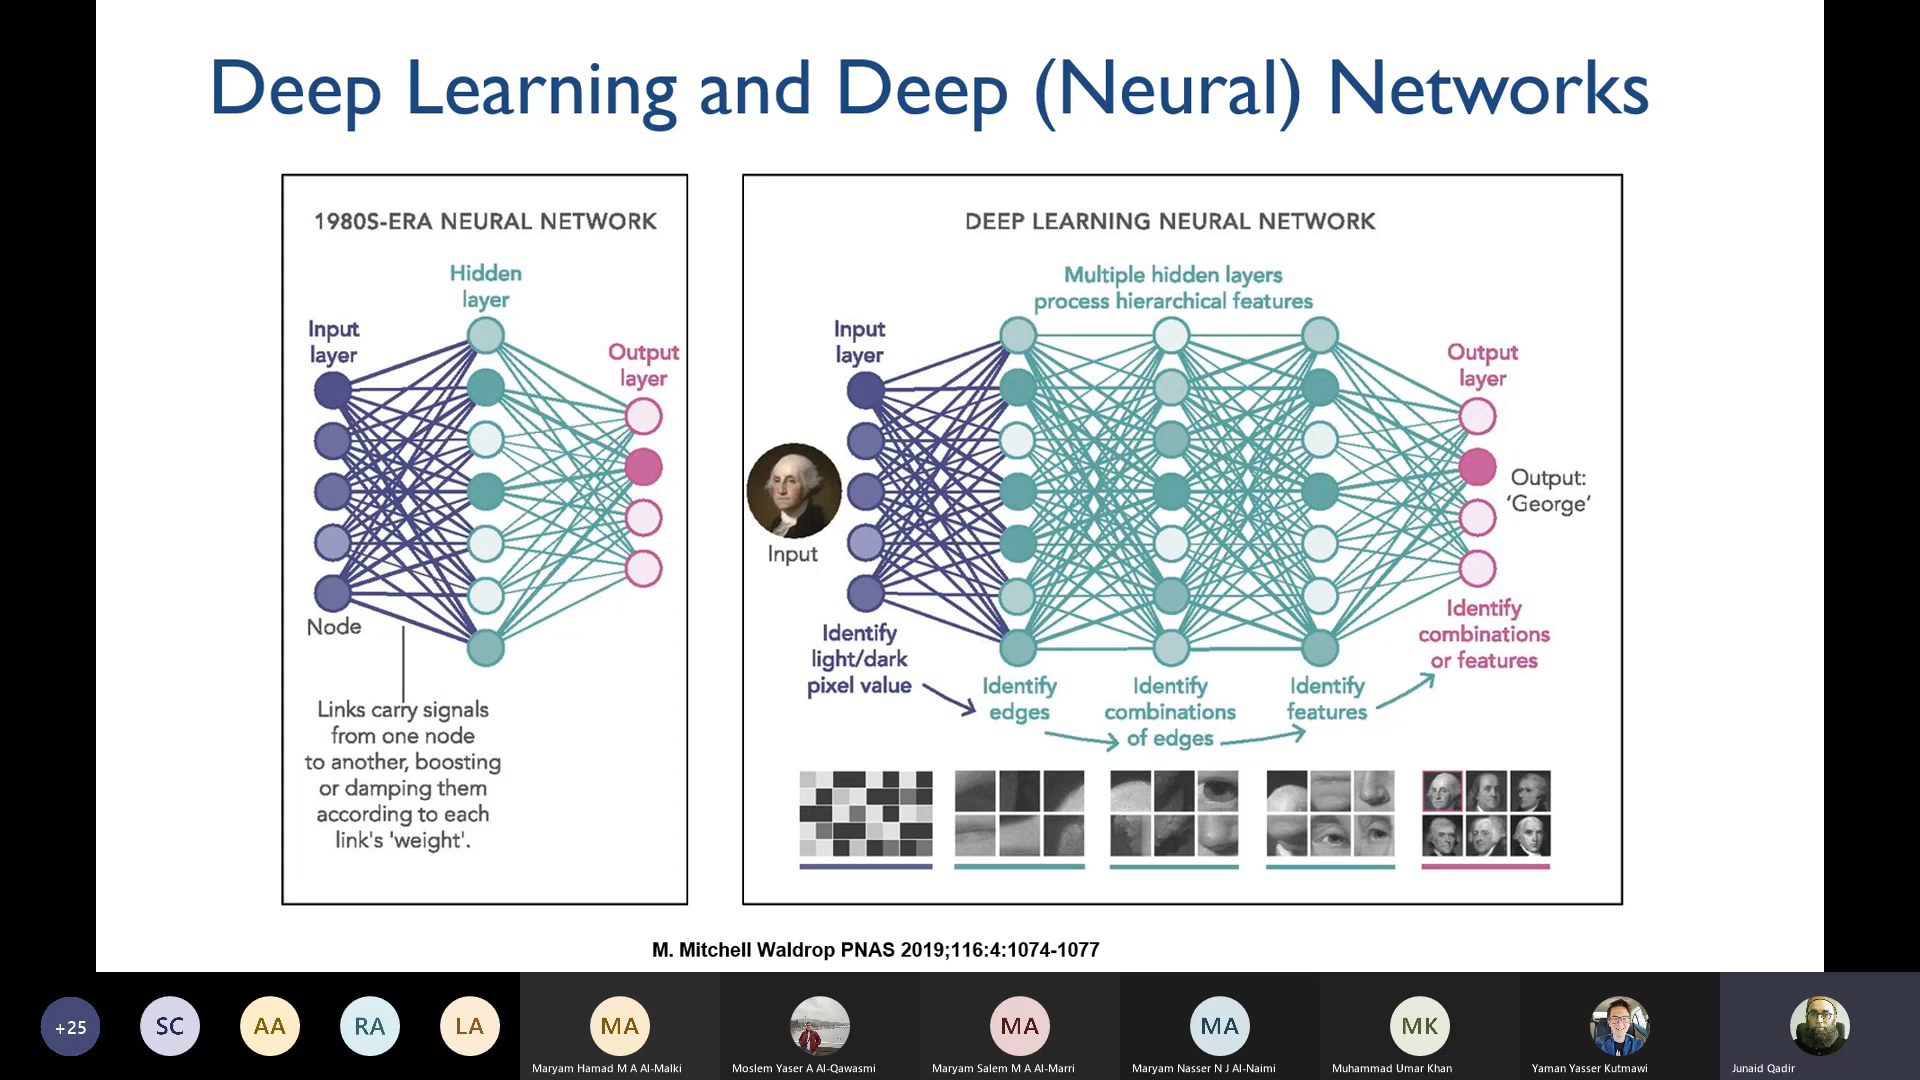 Deep Learning and Deep (Neural) Networks
1980S-ERA NEURAL NETWORK
Hidden
layer
Input
layer
Output
layer
Node
Links carry signals
from one node
to another, boosting
or damping them
according to each
link's 'weight'.
DEEP LEARNING NEURAL NETWORK
Multiple hidden layers
process hierarchical features
Input
layer
Output
layer
Input
Output:
‘George’
Identify
light/dark
pixel value
Identify
edges
Identify
combinations
of edges
Identify
features
Identify
combinations
or features
M. Mitchell Waldrop PNAS 2019;116:4:1074-1077
+25
SC
AA
RA
LA
MA
MA
MA
MK
Maryam Hamad M A Al-Malki
Moslem Yaser A Al-Qawasmi
Maryam Salem M A Al-Marri
Maryam Nasser N J Al-Naimi
Muhammad Umar Khan
Yaman Yasser Kutmawi
Junaid Qadir